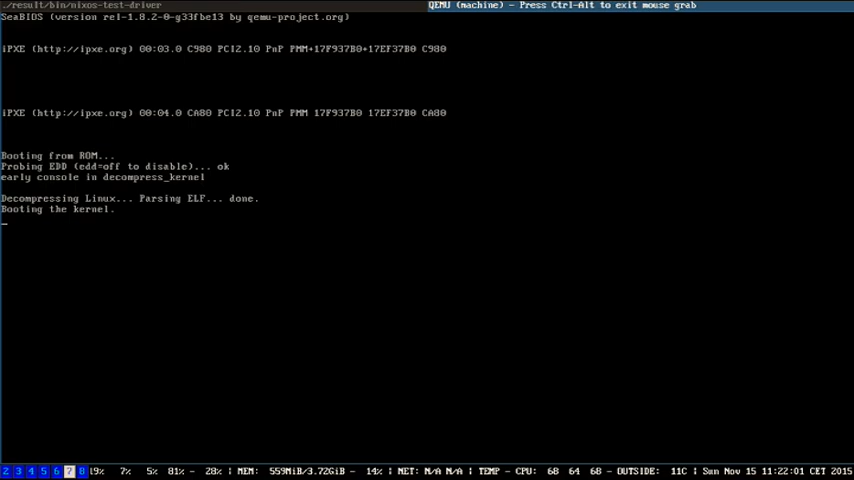 ./result/bin/nixos-test-driver
QEMU (machine) - Press Ctrl-Alt to exit mouse grab
SeaBIOS (version rel-1.8.2-0-g33fbe13 by qemu-project.org)
iPXE (http://ipxe.org) 00:03.0 C980 PCI2.10 PnP PMM+17F937B0+17EF37B0 C980
iPXE (http://ipxe.org) 00:04.0 CA80 PCI2.10 PnP PMM 17F937B0 17EF37B0 CA80
Booting from ROM...
Probing EDD (edd=off to disable)... ok
early console in decompress_kernel
Decompressing Linux... Parsing ELF... done.
Booting the kernel.
2 3 4 5 6 7 8 19% 7% 5% 81% - 28% | MEM: 559MiB/3.72GiB - 14% | NET: N/A N/A | TEMP - CPU: 68 64 68 - OUTSIDE: 11C | Sun Nov 15 11:22:01 CET 2015